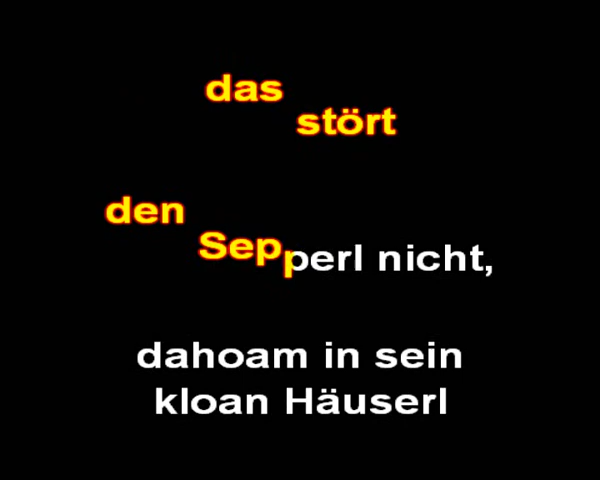 das stört
den Sepperl nicht,
dahoam in sein
kloan Häuserl